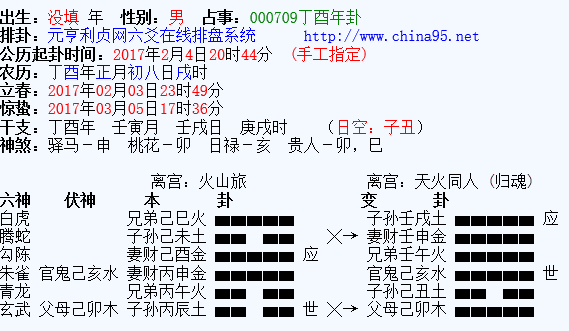 出生：没填 年  性别：男  占事：000709丁酉年卦
排卦：元亨利贞网六爻在线排盘系统      http://www.china95.net
公历起卦时间：2017年2月4日20时44分 （手工指定）
农历：丁酉年正月初八日戌时
立春：2017年02月03日23时49分
惊蛰：2017年03月05日17时36分
干支：丁酉年  壬寅月  壬戌日  庚戌时    （日空：子丑）
神煞：驿马－申  桃花－卯  日禄－亥  贵人－卯，巳
离宫：火山旅      离宫：天火同人 (归魂)
六神    伏神    本    卦    变    卦
白虎    兄弟己巳火    子孙壬戌土    应
腾蛇    子孙己未土    ╳→  妻财壬申金
勾陈    妻财己酉金    应    兄弟壬午火
朱雀  官鬼己亥水  妻财丙申金    官鬼己亥水    世
青龙    兄弟丙午火    子孙己丑土
玄武  父母己卯木  子孙丙辰土    世  ╳→  父母己卯木